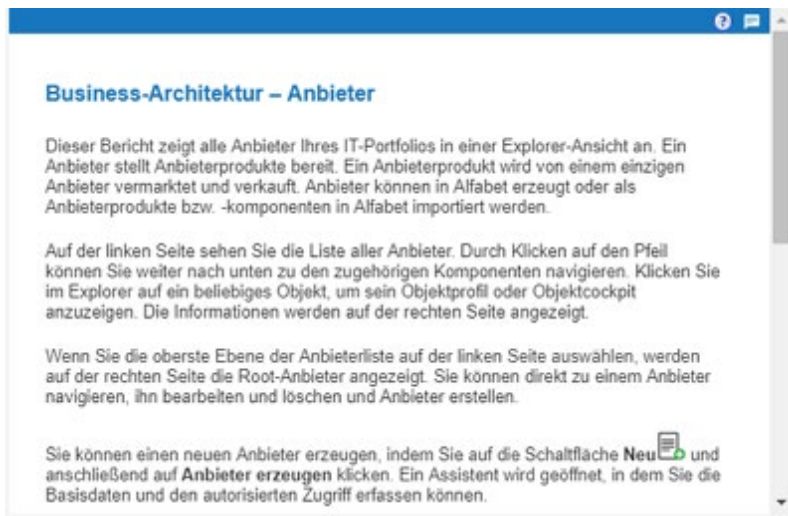 Business-Architektur – Anbieter
Dieser Bericht zeigt alle Anbieter Ihres IT-Portfolios in einer Explorer-Ansicht an. Ein
Anbieter stellt Anbieterprodukte bereit. Ein Anbieterprodukt wird von einem einzigen
Anbieter vermarktet und verkauft. Anbieter können in Alfabet erzeugt oder als
Anbieterprodukte bzw. -komponenten in Alfabet importiert werden.
Auf der linken Seite sehen Sie die Liste aller Anbieter. Durch Klicken auf den Pfeil
können Sie weiter nach unten zu den zugehörigen Komponenten navigieren. Klicken Sie
im Explorer auf ein beliebiges Objekt, um sein Objektprofil oder Objektcockpit
anzuzeigen. Die Informationen werden auf der rechten Seite angezeigt.
Wenn Sie die oberste Ebene der Anbieterliste auf der linken Seite auswählen, werden
auf der rechten Seite die Root-Anbieter angezeigt. Sie können direkt zu einem Anbieter
navigieren, ihn bearbeiten und löschen und Anbieter erstellen.
Sie können einen neuen Anbieter erzeugen, indem Sie auf die Schaltfläche Neu und
anschließend auf Anbieter erzeugen klicken. Ein Assistent wird geöffnet, in dem Sie die
Basisdaten und den autorisierten Zugriff erfassen können.